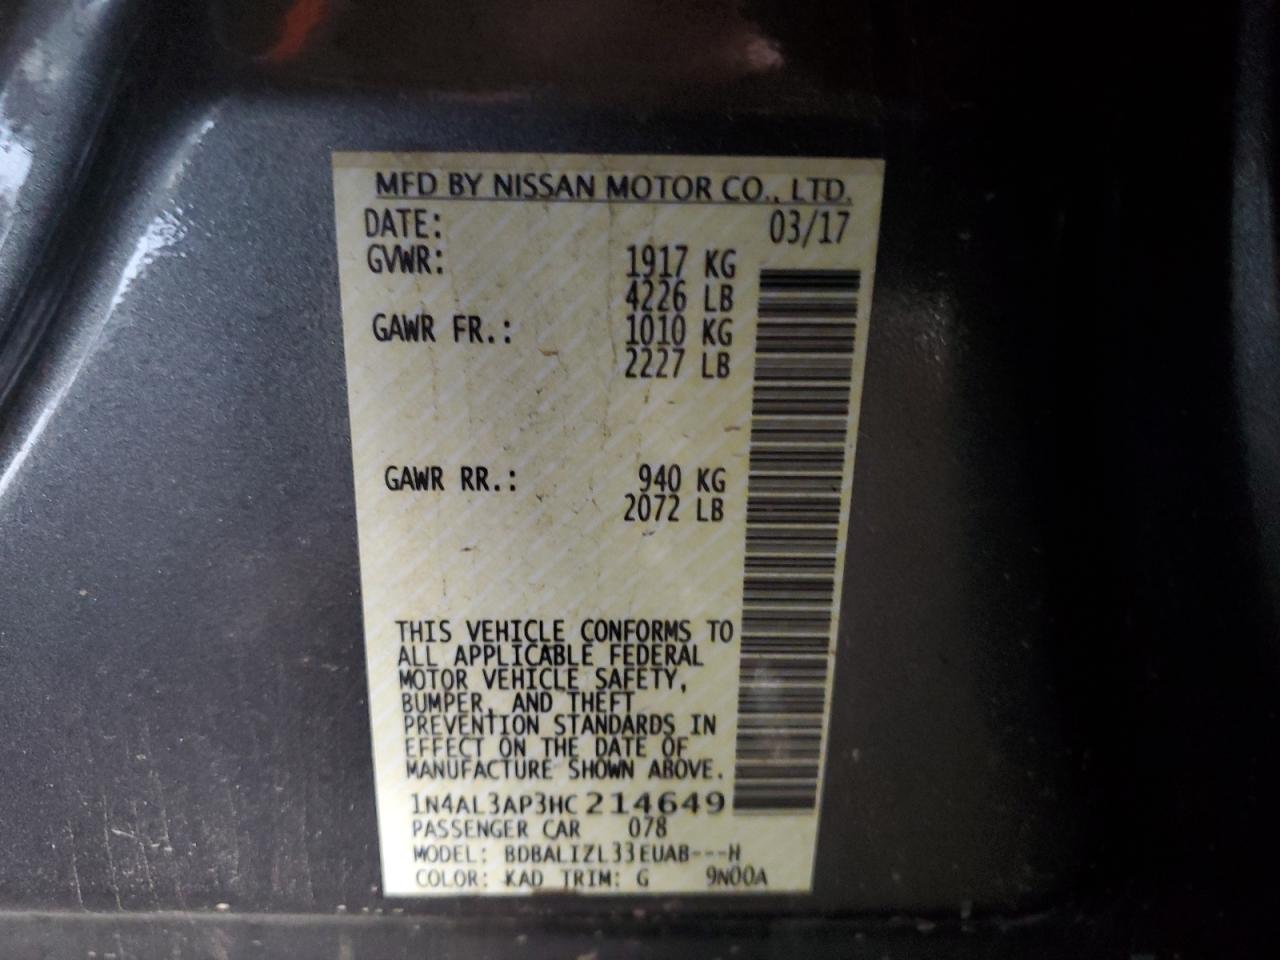 MFD BY NISSAN MOTOR CO., LTD.
DATE: 03/17
GVWR: 1917 KG
4226 LB
GAWR FR.: 1010 KG
2227 LB
GAWR RR.: 940 KG
2072 LB
THIS VEHICLE CONFORMS TO
ALL APPLICABLE FEDERAL
MOTOR VEHICLE SAFETY,
BUMPER, AND THEFT
PREVENTION STANDARDS IN
EFFECT ON THE DATE OF
MANUFACTURE SHOWN ABOVE.
1N4AL3AP3HC214649
PASSENGER CAR 078
MODEL: BDBALIZL33EUAB---H
COLOR: KAD TRIM: G 9N00A